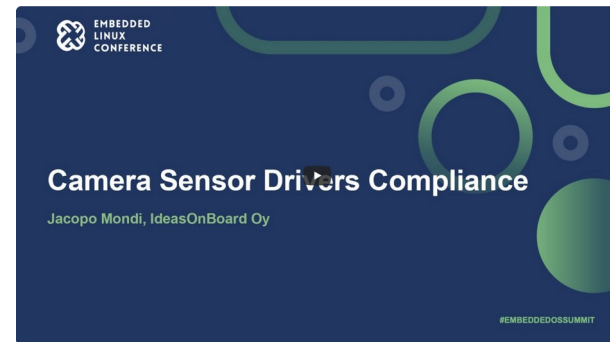 EMBEDDED
LINUX
CONFERENCE
Camera Sensor Drivers Compliance
Jacopo Mondi, IdeasOnBoard Oy
#EMBEDDEDOSSUMMIT